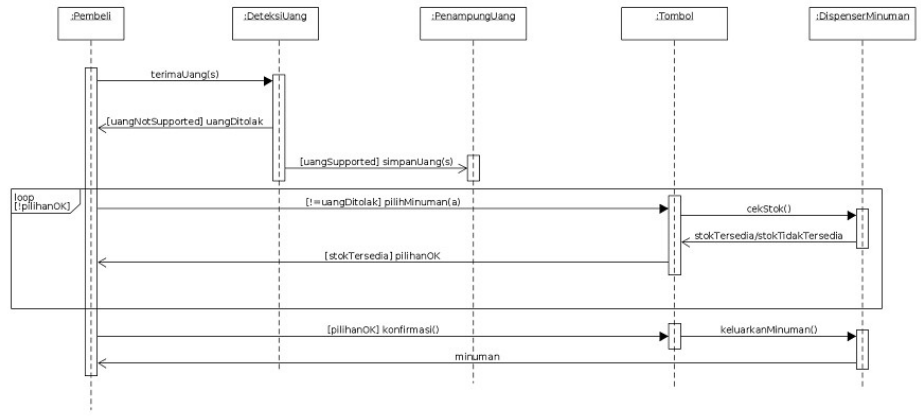 :Pembeli
:DeteksiUang
:PenampungUang
:Tombol
:DispenserMinuman
terimaUang(s)
[uangNotSupported] uangDitolak
[uangSupported] simpanUang(s)
loop
[!pilihanOK]
[!=uangDitolak] pilihMinuman(a)
cekStok()
stokTersedia/stokTidakTersedia
[stokTersedia] pilihanOK
[pilihanOK] konfirmasi()
keluarkanMinuman()
minuman